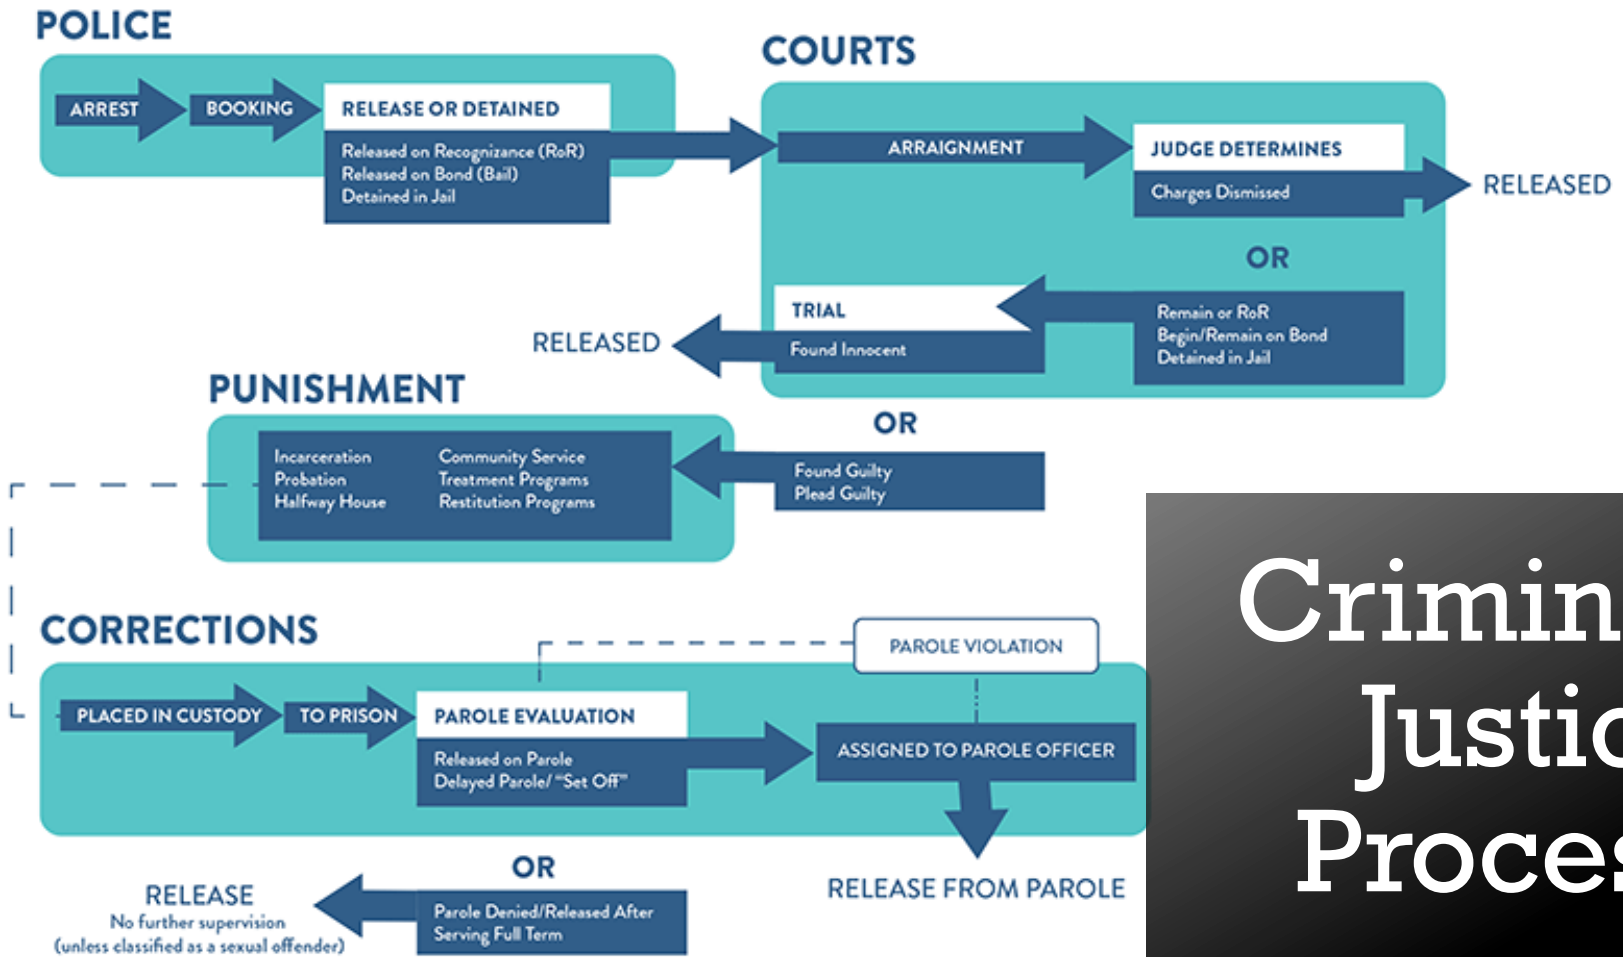 POLICE
ARREST
BOOKING
RELEASE OR DETAINED
Released on Recognizance (RoR)
Released on Bond (Bail)
Detained in Jail
COURTS
ARRAIGNMENT
JUDGE DETERMINES
Charges Dismissed
RELEASED
OR
Remain or RoR
Begin/Remain on Bond
Detained in Jail
TRIAL
Found Innocent
RELEASED
OR
Found Guilty
Plead Guilty
PUNISHMENT
Incarceration
Probation
Halfway House
Community Service
Treatment Programs
Restitution Programs
CORRECTIONS
PLACED IN CUSTODY
TO PRISON
PAROLE EVALUATION
Released on Parole
Delayed Parole/ "Set Off"
PAROLE VIOLATION
ASSIGNED TO PAROLE OFFICER
RELEASE FROM PAROLE
OR
Parole Denied/Released After
Serving Full Term
RELEASE
No further supervision
(unless classified as a sexual offender)
Crimin
Justic
Proces